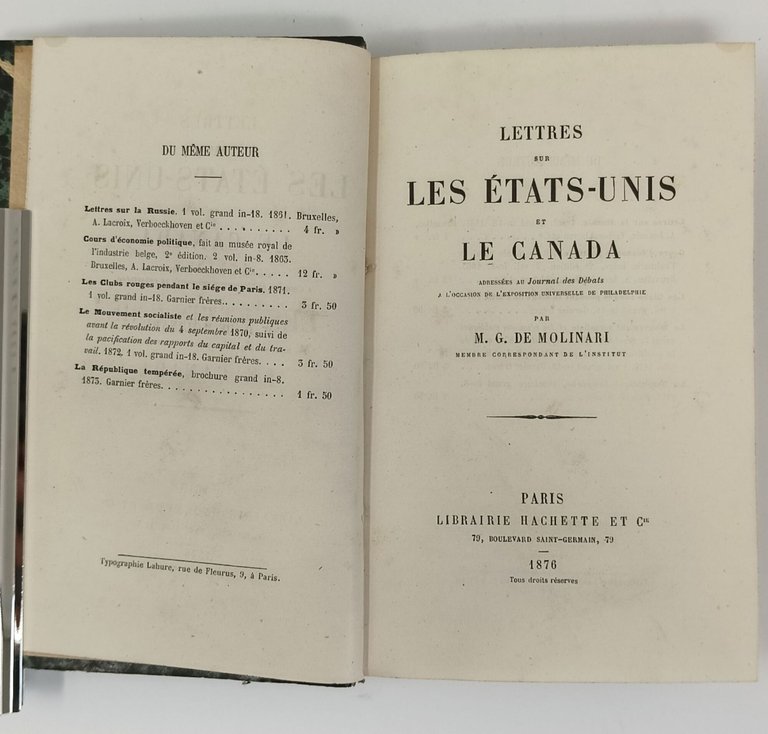 DU MÊME AUTEUR
Lettres sur la Russie. 1 vol. grand in-18. 1861. Bruxelles,
A. Lacroix, Verboeckhoven et Cie . . . . . . . . . 4 fr. »
Cours d'économie politique, fait au musée royal de
l'industrie belge, 2e édition. 2 vol. in-8. 1863.
Bruxelles, A. Lacroix, Verboeckhoven et Cie. . . . . 12 fr. »
Les Clubs rouges pendant le siége de Paris. 1871.
1 vol. grand in-18. Garnier frères. . . . . . . . . 3 fr. 50
Le Mouvement socialiste et les réunions publiques
avant la révolution du 4 septembre 1870, suivi de
la pacification des rapports du capital et du tra-
vail. 1872, 1 vol. grand in-18. Garnier frères. . . . 3 fr. 50
La République tempérée, brochure grand in-8.
1873. Garnier frères. . . . . . . . . . . . . . . . 1 fr. 50
Typographie Lahure, rue de Fleurus, 9, à Paris.
LETTRES
SUR
LES ÉTATS-UNIS
ET
LE CANADA
ADRESSÉES AU Journal des Débats
A L'OCCASION DE L'EXPOSITION UNIVERSELLE DE PHILADELPHIE
PAR
M. G. DE MOLINARI
MEMBRE CORRESPONDANT DE L'INSTITUT
PARIS
LIBRAIRIE HACHETTE ET Cie
79, BOULEVARD SAINT-GERMAIN, 79
1876
Tous droits réservés